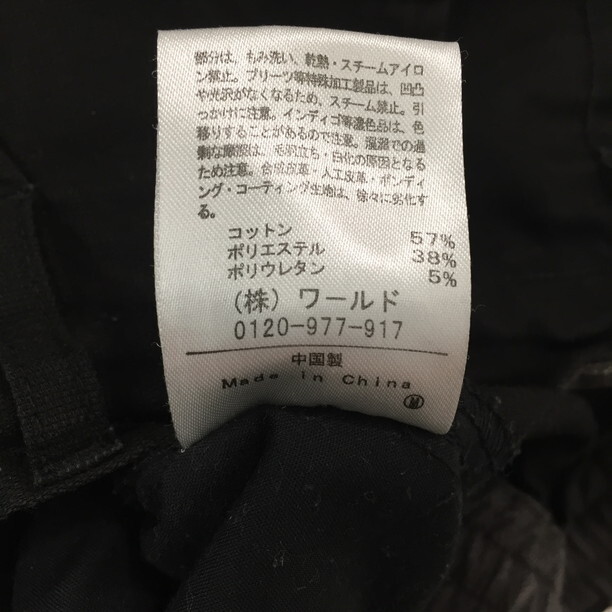 部分は、もみ洗い、乾熱・スチームアイロ
ン禁止。プリーツ等特殊加工製品は、凹凸
や光沢がなくなるため、スチーム禁止。引
っかけに注意。インディゴ等濃色品は、色
移りすることがあるので注意。湿潤での過
剰な摩擦は、毛羽立ち・白化の原因となる
ため注意。合成皮革・人工皮革・ボンディ
ング・コーティング生地は、徐々に劣化す
る。
コットン 57%
ポリエステル 38%
ポリウレタン 5%
(株) ワールド
0120-977-917
中国製
Made in China
Ⓜ